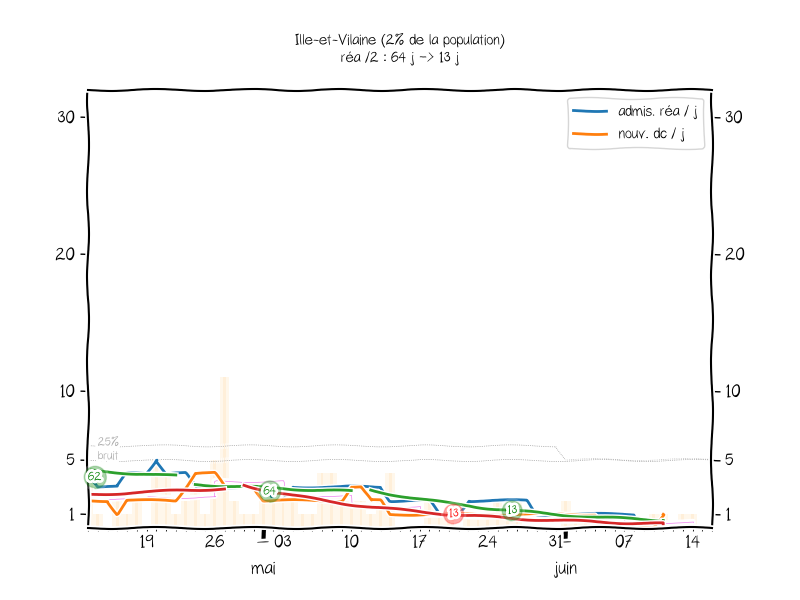 Ille-et-Vilaine (2% de la population)
réa /2 : 64 j -> 13 j
admis. réa / j
nouv. dc / j
30
30
20
20
10
10
25%
bruit
5
5
62
64
13
13
1
1
19 26 03 10 17 24 31 07 14
mai juin